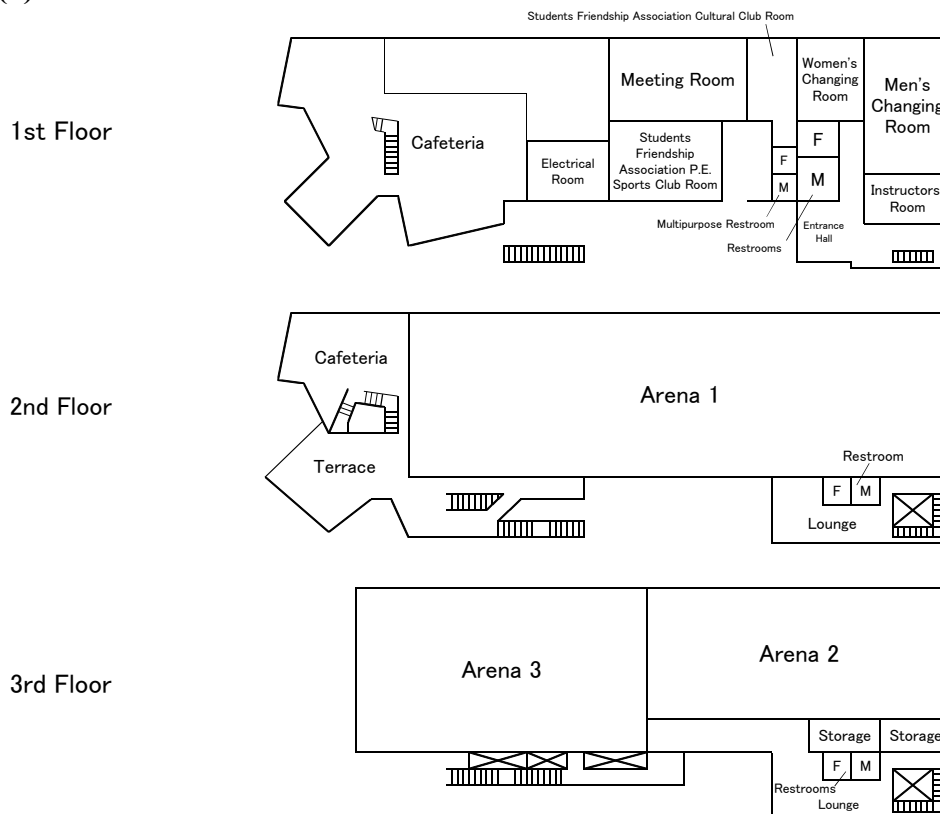 Students Friendship Association Cultural Club Room
1st Floor
Cafeteria
Electrical
Room
Meeting Room
Students
Friendship
Association P.E.
Sports Club Room
Women's
Changing
Room
Men's
Changing
Room
F
F
M
M
Instructors
Room
Multipurpose Restroom
Restrooms
Entrance
Hall
2nd Floor
Cafeteria
Terrace
Arena 1
Restroom
F M
Lounge
3rd Floor
Arena 3
Arena 2
Storage Storage
F M
Restrooms
Lounge